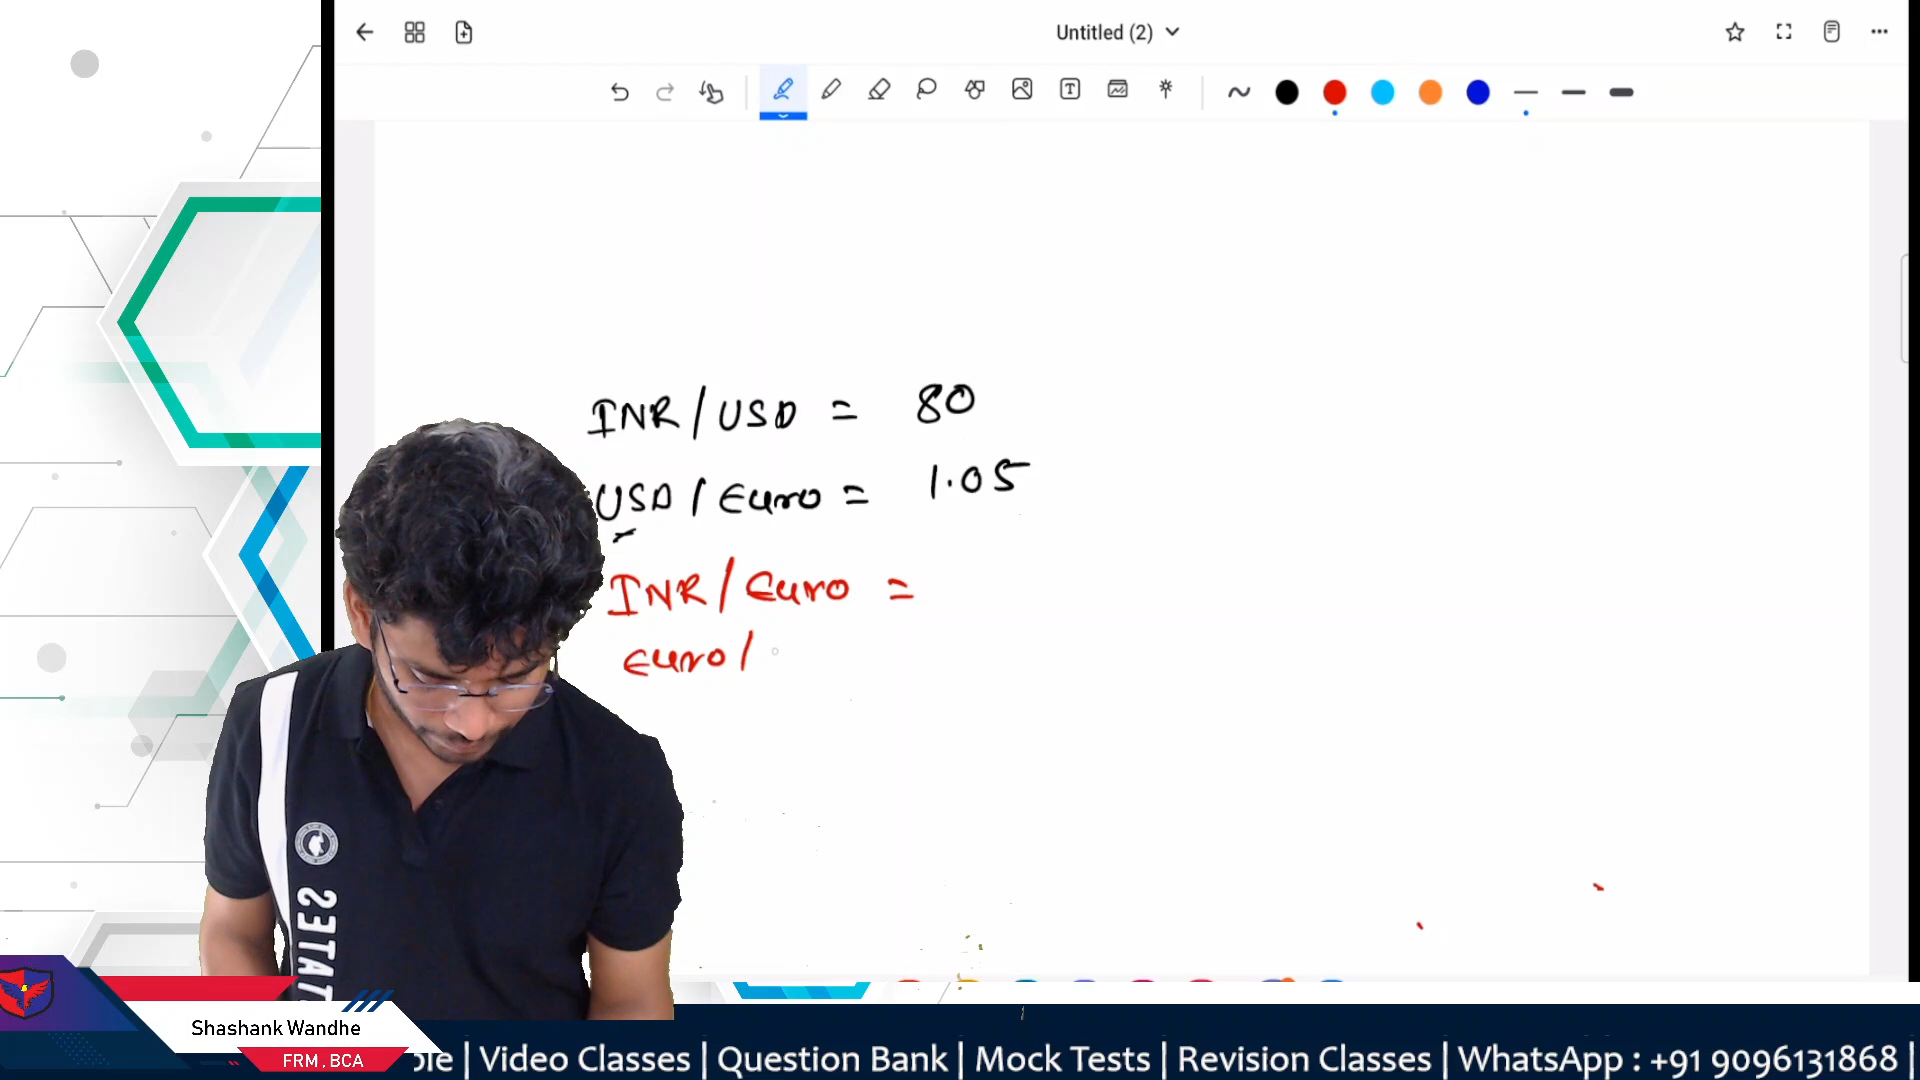 Untitled (2)
INR/USD = 80
USD/Euro = 1.05
INR/Euro =
Euro/
ƧETAT
Shashank Wandhe
FRM , BCA
| Video Classes | Question Bank | Mock Tests | Revision Classes | WhatsApp : +91 9096131868 |